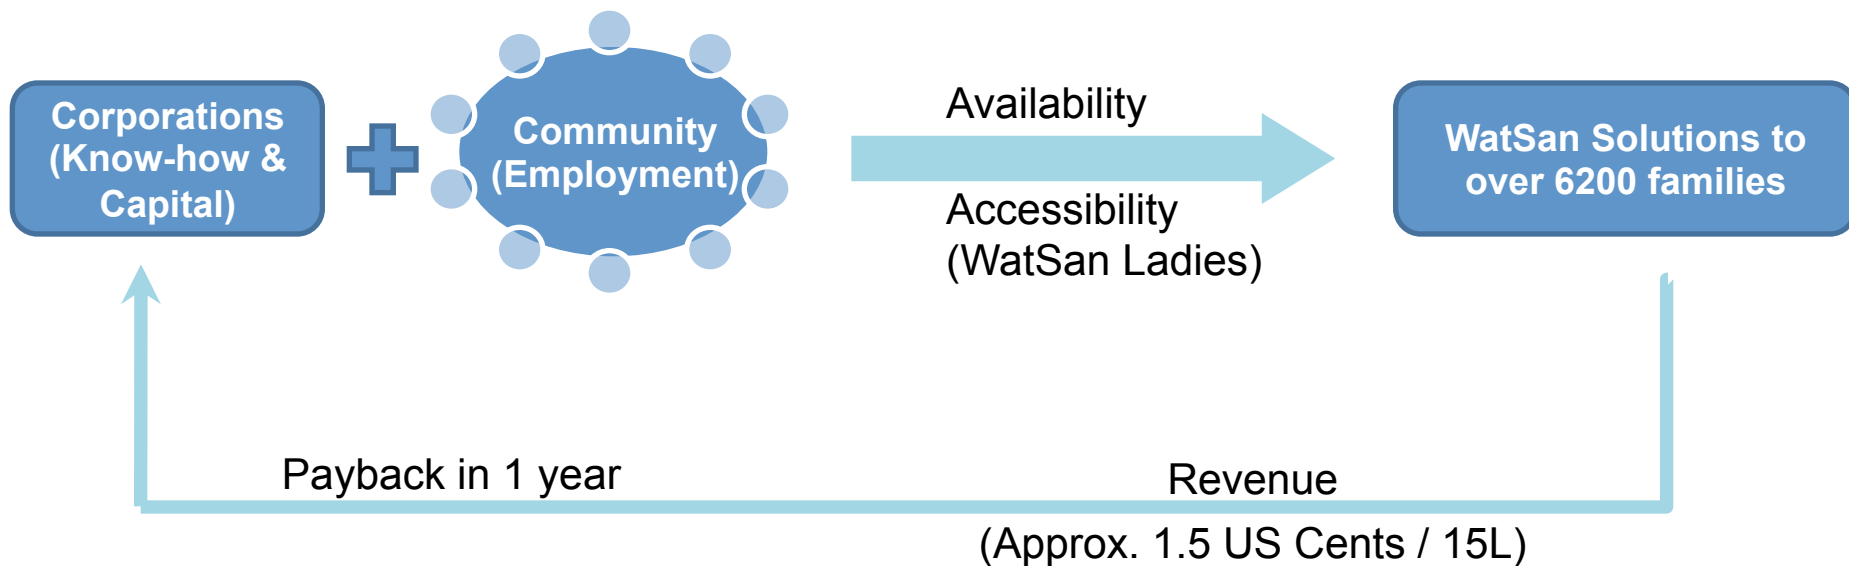 Corporations
(Know-how &
Capital)
Community
(Employment)
Availability
Accessibility
(WatSan Ladies)
WatSan Solutions to
over 6200 families
Payback in 1 year
Revenue
(Approx. 1.5 US Cents / 15L)